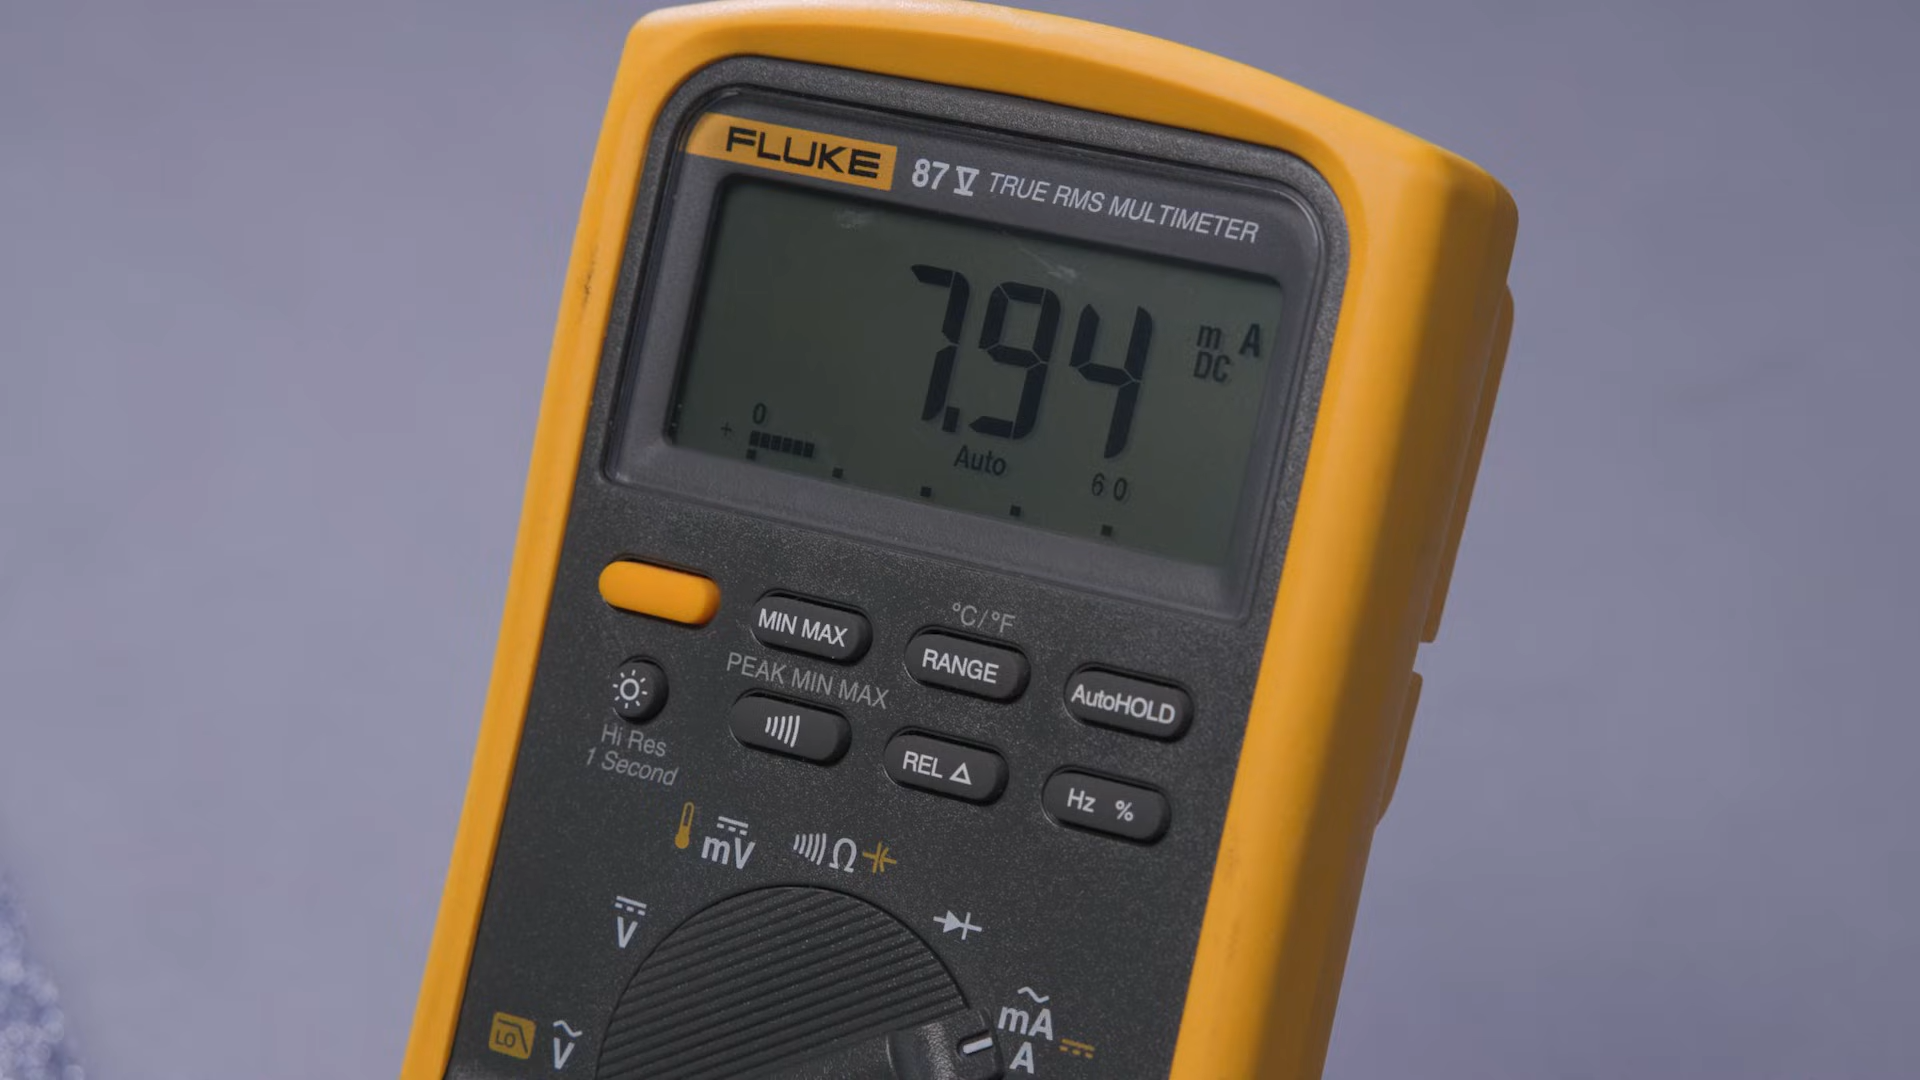 FLUKE 87 V TRUE RMS MULTIMETER
7.94 m A
DC
0
+
Auto 60
MIN MAX
°C/°F
RANGE
AutoHOLD
PEAK MIN MAX
Hi Res
1 Second
REL Δ
Hz %
mV Ω
V
mA
A
LO V